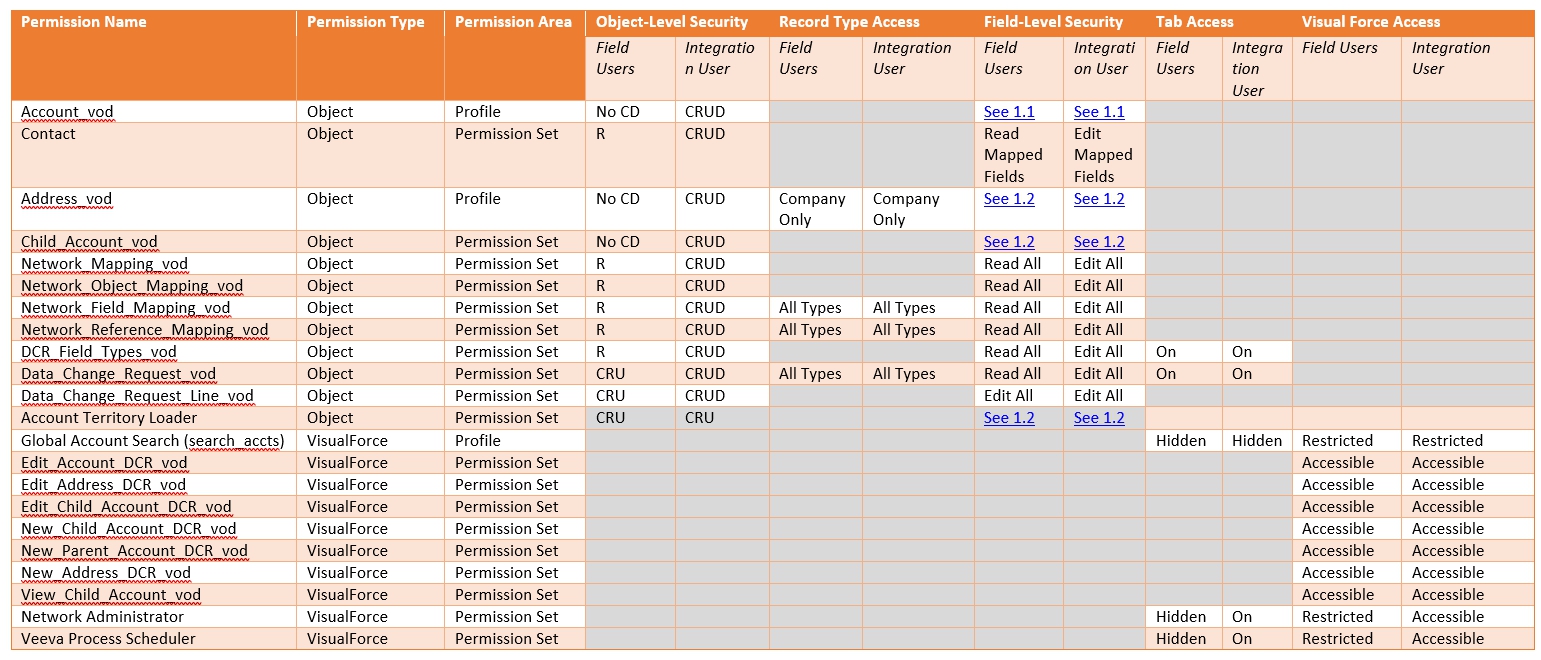 Permission Name Permission Type Permission Area Object-Level Security Record Type Access Field-Level Security Tab Access Visual Force Access
Field Integratio Field Integration Field Integrati Field Integra Field Users Integration
Users n User Users User Users on User Users tion User
User
Account_vod Object Profile No CD CRUD See 1.1 See 1.1
Contact Object Permission Set R CRUD Read Edit
Mapped Mapped
Fields Fields
Address_vod Object Profile No CD CRUD Company Company See 1.2 See 1.2
Only Only
Child_Account_vod Object Permission Set No CD CRUD See 1.2 See 1.2
Network_Mapping_vod Object Permission Set R CRUD Read All Edit All
Network_Object_Mapping_vod Object Permission Set R CRUD Read All Edit All
Network_Field_Mapping_vod Object Permission Set R CRUD All Types All Types Read All Edit All
Network_Reference_Mapping_vod Object Permission Set R CRUD All Types All Types Read All Edit All
DCR_Field_Types_vod Object Permission Set R CRUD Read All Edit All On On
Data_Change_Request_vod Object Permission Set CRU CRUD All Types All Types Read All Edit All On On
Data_Change_Request_Line_vod Object Permission Set CRU CRUD Edit All Edit All
Account Territory Loader Object Permission Set CRU CRU See 1.2 See 1.2
Global Account Search (search_accts) VisualForce Profile Hidden Hidden Restricted Restricted
Edit_Account_DCR_vod VisualForce Permission Set Accessible Accessible
Edit_Address_DCR_vod VisualForce Permission Set Accessible Accessible
Edit_Child_Account_DCR_vod VisualForce Permission Set Accessible Accessible
New_Child_Account_DCR_vod VisualForce Permission Set Accessible Accessible
New_Parent_Account_DCR_vod VisualForce Permission Set Accessible Accessible
New_Address_DCR_vod VisualForce Permission Set Accessible Accessible
View_Child_Account_vod VisualForce Permission Set Accessible Accessible
Network Administrator VisualForce Permission Set Hidden On Restricted Accessible
Veeva Process Scheduler VisualForce Permission Set Hidden On Restricted Accessible